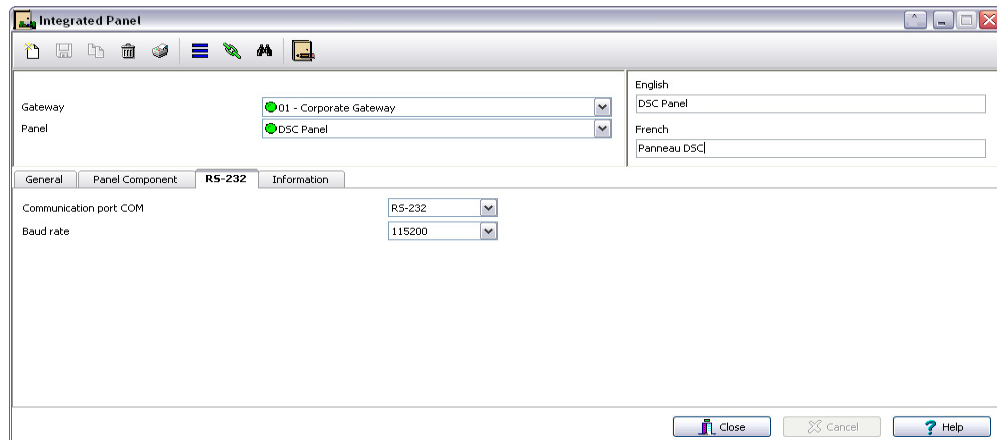 Integrated Panel
English
DSC Panel
Gateway
01 - Corporate Gateway
Panel
DSC Panel
French
Panneau DSC
General
Panel Component
RS-232
Information
Communication port COM
RS-232
Baud rate
115200
Close
Cancel
Help